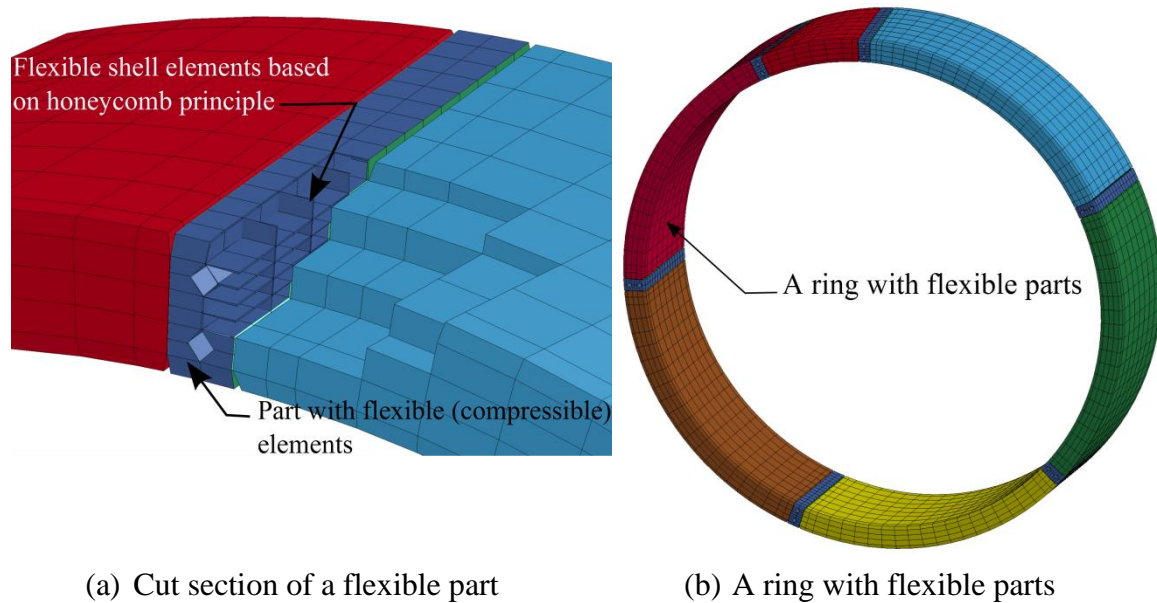 Flexible shell elements based
on honeycomb principle
Part with flexible (compressible)
elements
A ring with flexible parts
(a) Cut section of a flexible part
(b) A ring with flexible parts